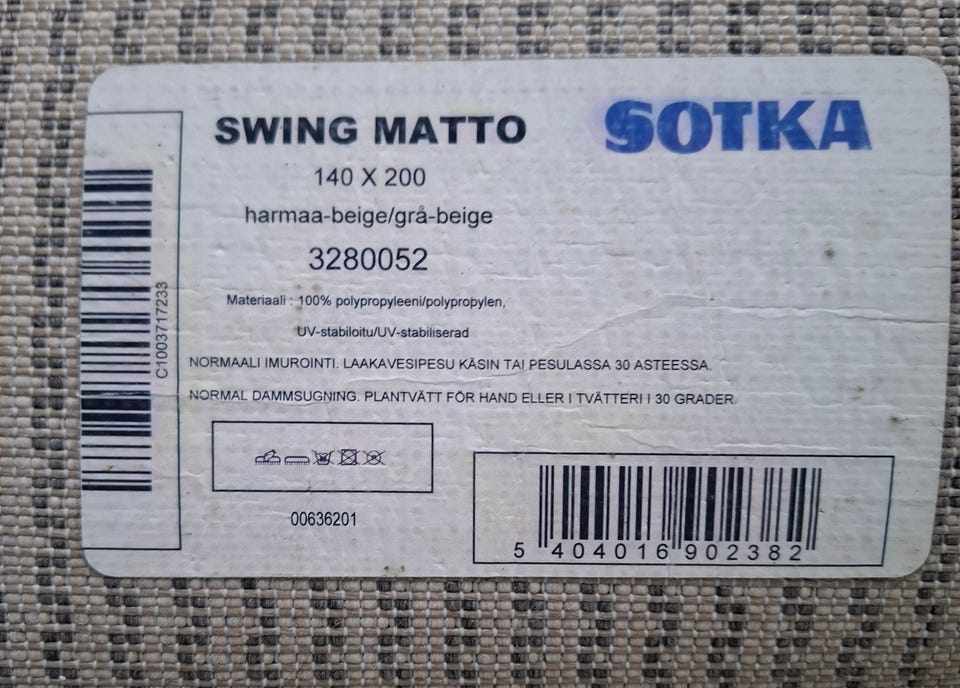 SWING MATTO
SOTKA
140 X 200
harmaa-beige/grå-beige
3280052
Materiaali : 100% polypropyleeni/polypropylen,
UV-stabiloitu/UV-stabiliserad
NORMAALI IMUROINTI. LAAKAVESIPESU KÄSIN TAI PESULASSA 30 ASTEESSA.
NORMAL DAMMSUGNING. PLANTVÄTT FÖR HAND ELLER I TVÄTTERI I 30 GRADER.
00636201
C1003717233
5 404016 902382